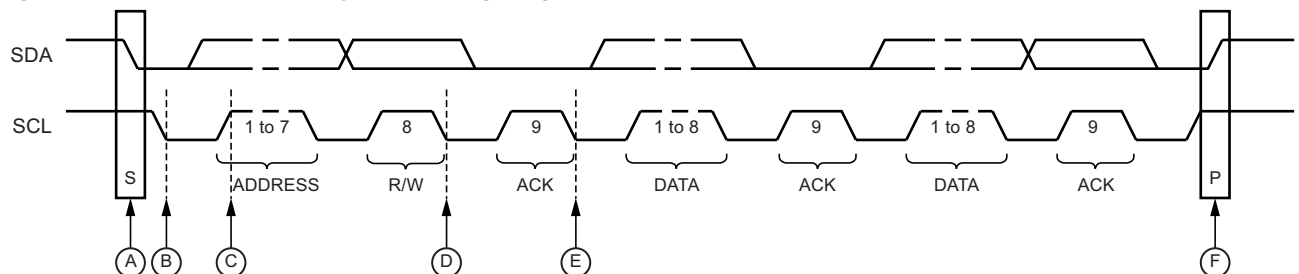 SDA
SCL
1 to 7 8 9 1 to 8 9 1 to 8 9
S ADDRESS R/W ACK DATA ACK DATA ACK P
A B C D E F